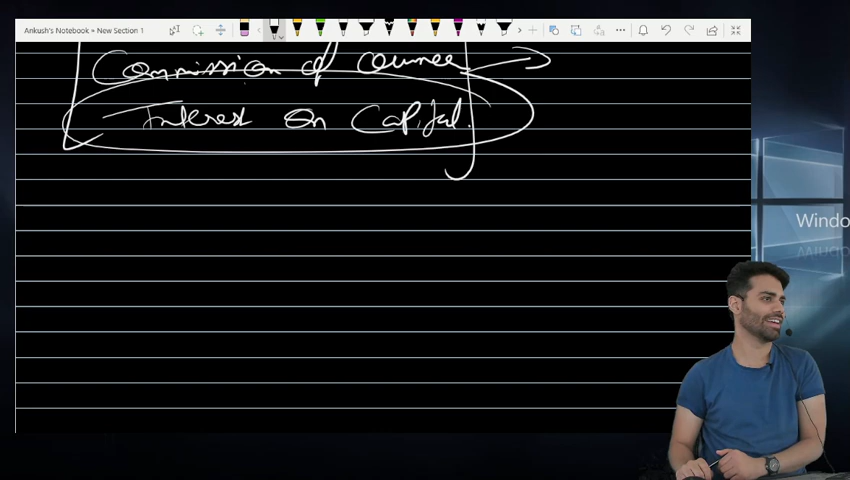 Ankush's Notebook » New Section 1
Commission of Owner
Interest on Capital.
Windo